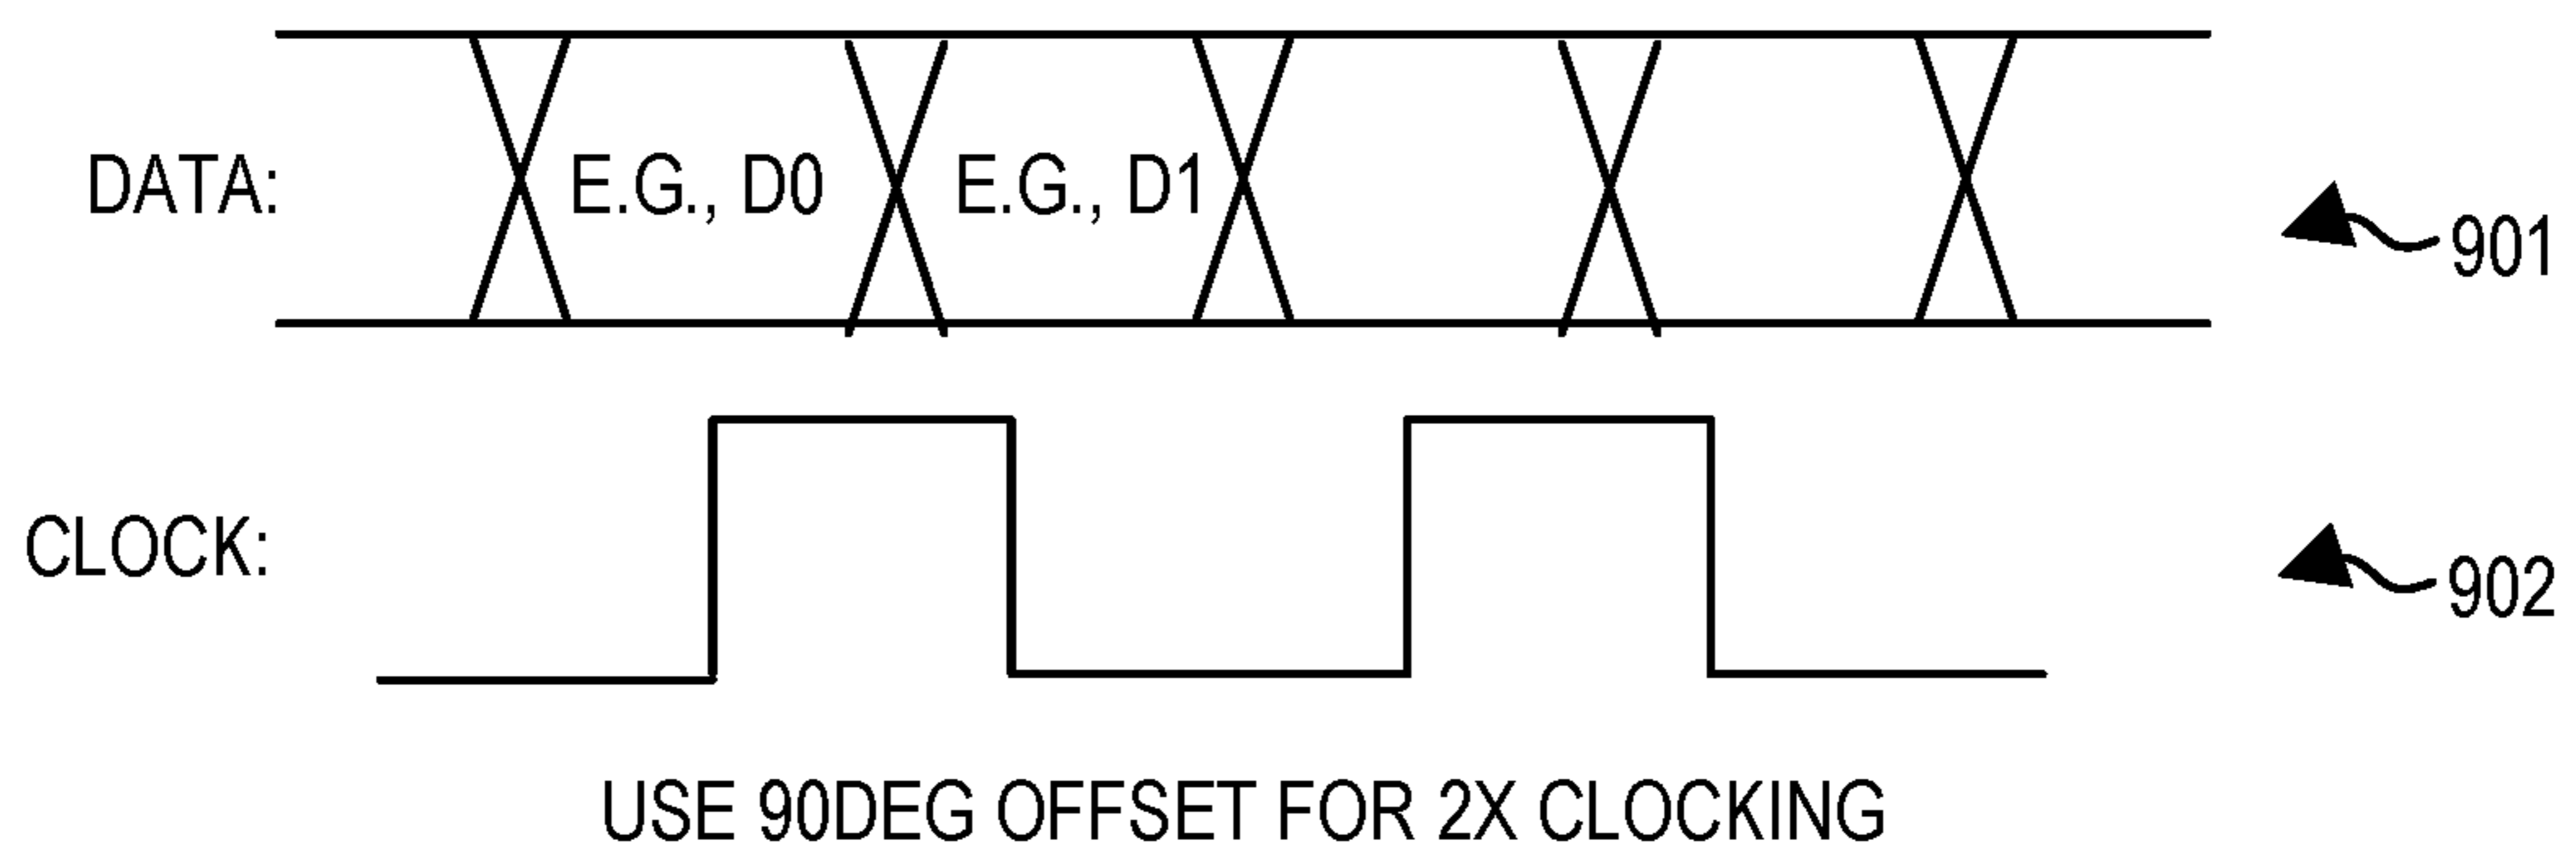 DATA: E.G., D0 E.G., D1 901
CLOCK: 902
USE 90DEG OFFSET FOR 2X CLOCKING